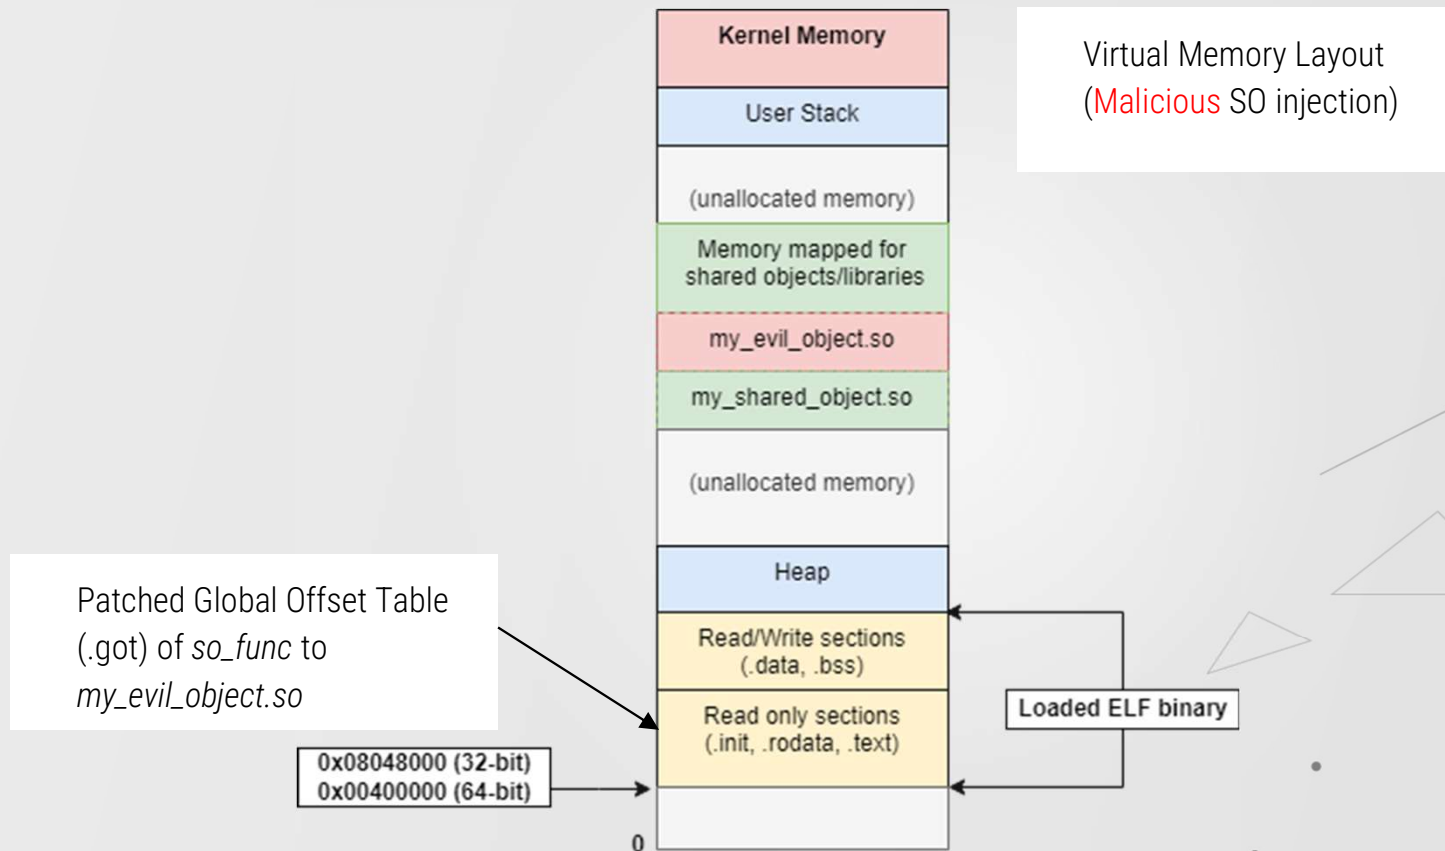 Kernel Memory
User Stack
(unallocated memory)
Memory mapped for
shared objects/libraries
my_evil_object.so
my_shared_object.so
(unallocated memory)
Heap
Read/Write sections
(.data, .bss)
Read only sections
(.init, .rodata, .text)
Virtual Memory Layout
(Malicious SO injection)
Patched Global Offset Table
(.got) of so_func to
my_evil_object.so
Loaded ELF binary
0x08048000 (32-bit)
0x00400000 (64-bit)
0